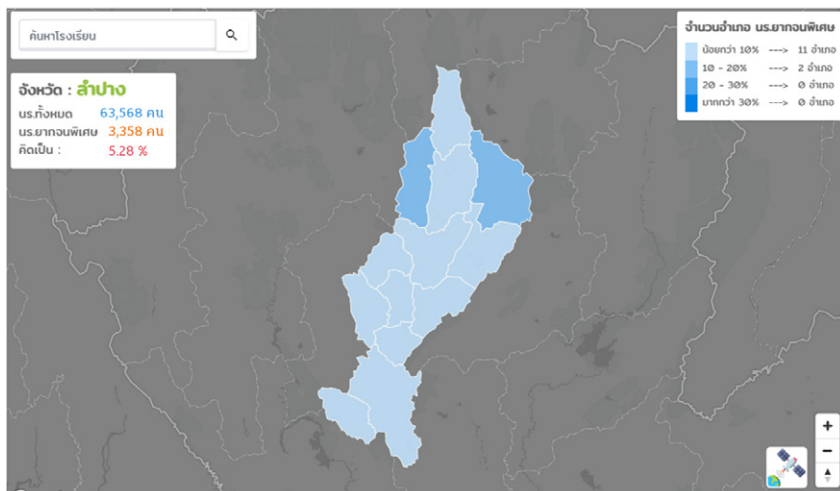 ค้นหาโรงเรียน
จังหวัด : ลำปาง
นร.ทั้งหมด 63,568 คน
นร.ยากจนพิเศษ 3,358 คน
คิดเป็น : 5.28 %
จำนวนอำเภอ นร.ยากจนพิเศษ
น้อยกว่า 10% ---> 11 อำเภอ
10 - 20% ---> 2 อำเภอ
20 - 30% ---> 0 อำเภอ
มากกว่า 30% ---> 0 อำเภอ